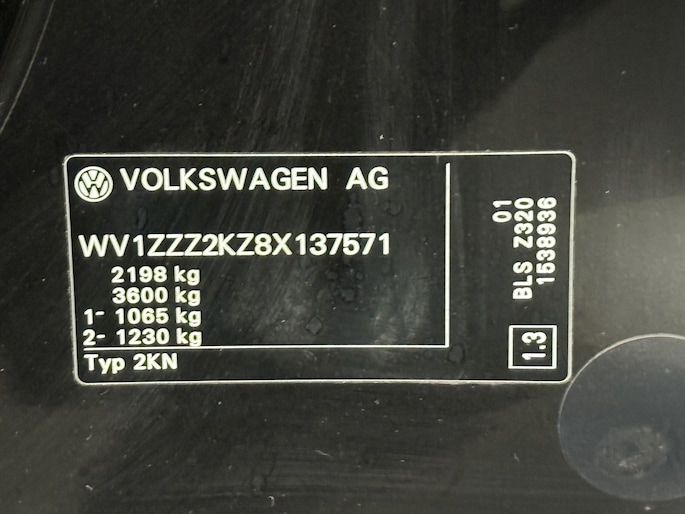 VOLKSWAGEN AG
WV1ZZZ2KZ8X137571
2198 kg
3600 kg
1- 1065 kg
2- 1230 kg
Typ 2KN
01
BLS Z320
1538936
1.3